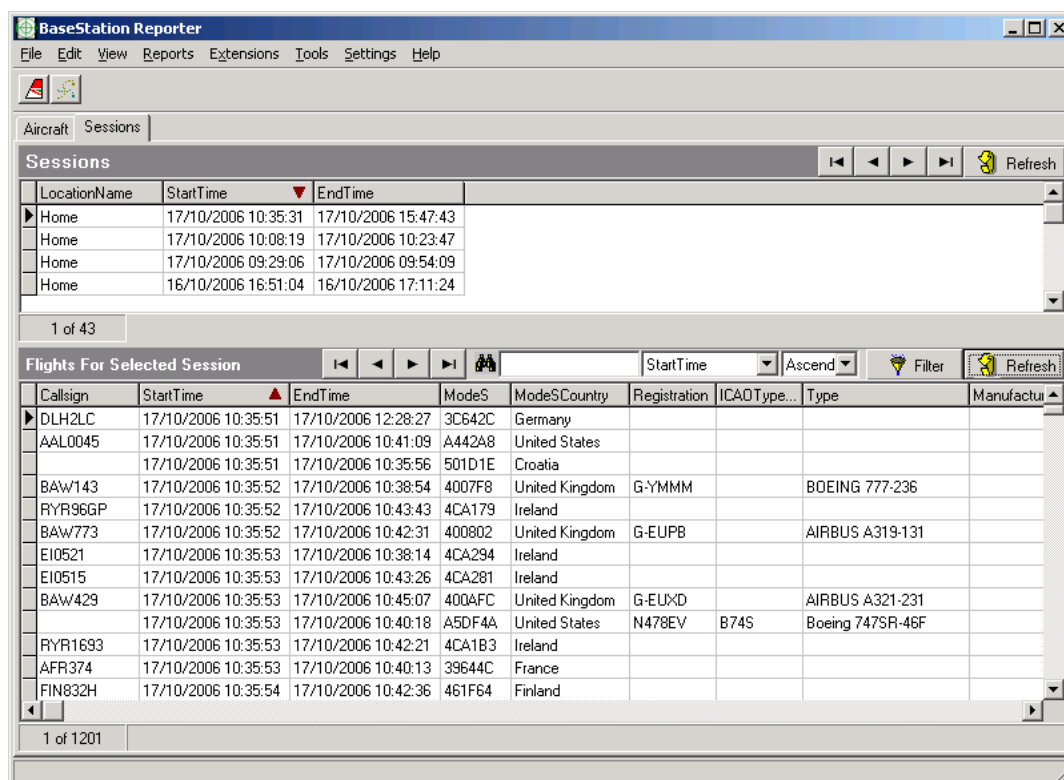 BaseStation Reporter
File Edit View Reports Extensions Tools Settings Help
Aircraft Sessions
Sessions Refresh
LocationName StartTime EndTime
Home 17/10/2006 10:35:31 17/10/2006 15:47:43
Home 17/10/2006 10:08:19 17/10/2006 10:23:47
Home 17/10/2006 09:29:06 17/10/2006 09:54:09
Home 16/10/2006 16:51:04 16/10/2006 17:11:24
1 of 43
Flights For Selected Session StartTime Ascend Filter Refresh
Callsign StartTime EndTime ModeS ModeSCountry Registration ICAOType... Type Manufactu
DLH2LC 17/10/2006 10:35:51 17/10/2006 12:28:27 3C642C Germany
AAL0045 17/10/2006 10:35:51 17/10/2006 10:41:09 A442A8 United States
17/10/2006 10:35:51 17/10/2006 10:35:56 501D1E Croatia
BAW143 17/10/2006 10:35:52 17/10/2006 10:38:54 4007F8 United Kingdom G-YMMM BOEING 777-236
RYR96GP 17/10/2006 10:35:52 17/10/2006 10:43:43 4CA179 Ireland
BAW773 17/10/2006 10:35:52 17/10/2006 10:42:31 400802 United Kingdom G-EUPB AIRBUS A319-131
EI0521 17/10/2006 10:35:53 17/10/2006 10:38:14 4CA294 Ireland
EI0515 17/10/2006 10:35:53 17/10/2006 10:43:26 4CA281 Ireland
BAW429 17/10/2006 10:35:53 17/10/2006 10:45:07 400AFC United Kingdom G-EUXD AIRBUS A321-231
17/10/2006 10:35:53 17/10/2006 10:40:18 A5DF4A United States N478EV B74S Boeing 747SR-46F
RYR1693 17/10/2006 10:35:53 17/10/2006 10:42:21 4CA1B3 Ireland
AFR374 17/10/2006 10:35:53 17/10/2006 10:40:13 39644C France
FIN832H 17/10/2006 10:35:54 17/10/2006 10:42:36 461F64 Finland
1 of 1201